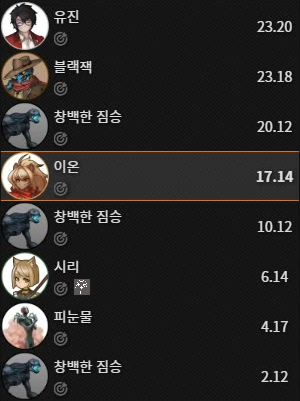 유진
23.20
블랙잭
23.18
창백한 짐승
20.12
이온
17.14
창백한 짐승
10.12
시리
6.14
피눈물
4.17
창백한 짐승
2.12